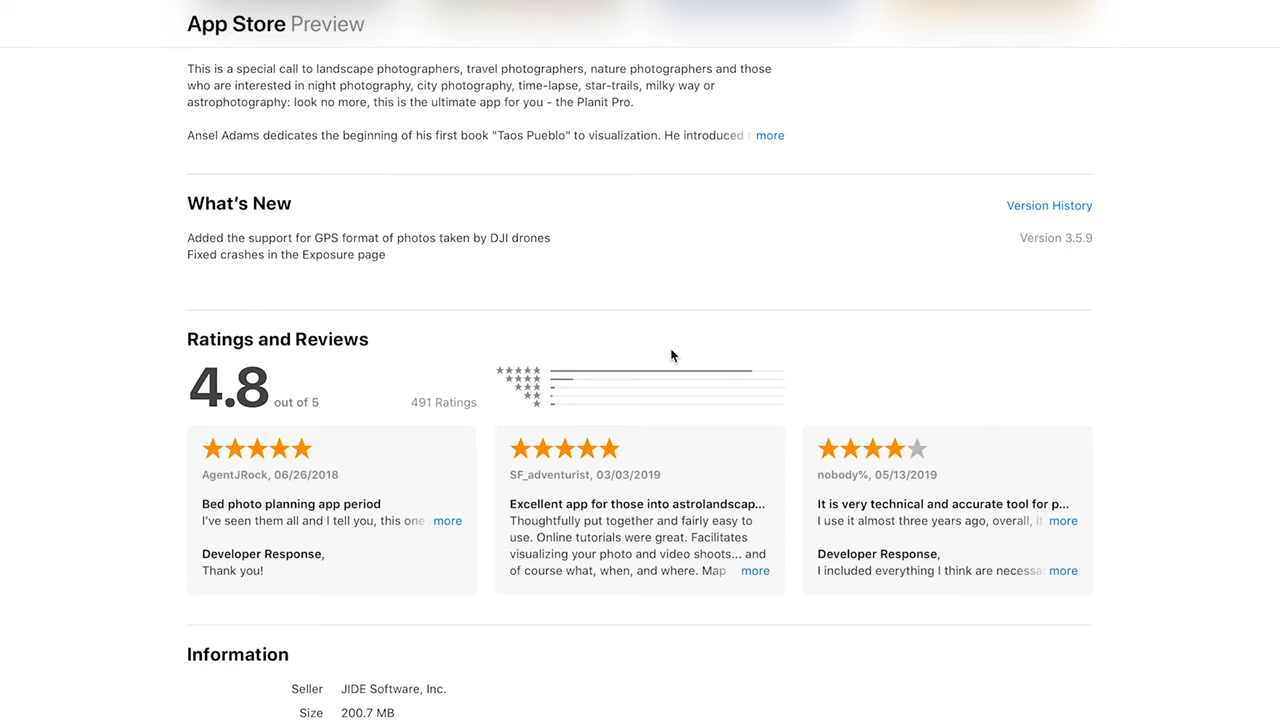 App Store Preview
This is a special call to landscape photographers, travel photographers, nature photographers and those
who are interested in night photography, city photography, time-lapse, star-trails, milky way or
astrophotography: look no more, this is the ultimate app for you - the Planit Pro.
Ansel Adams dedicates the beginning of his first book "Taos Pueblo" to visualization. He introduced more
What's New
Version History
Added the support for GPS format of photos taken by DJI drones
Version 3.5.9
Fixed crashes in the Exposure page
Ratings and Reviews
4.8 out of 5
491 Ratings
AgentJRock, 06/26/2018
Bed photo planning app period
I've seen them all and I tell you, this one more
Developer Response,
Thank you!
SF_adventurist, 03/03/2019
Excellent app for those into astrolandscap...
Thoughtfully put together and fairly easy to
use. Online tutorials were great. Facilitates
visualizing your photo and video shoots... and
of course what, when, and where. Map more
nobody%, 05/13/2019
It is very technical and accurate tool for p...
I use it almost three years ago, overall, it more
Developer Response,
I included everything I think are necessa more
Information
Seller JIDE Software, Inc.
Size 200.7 MB